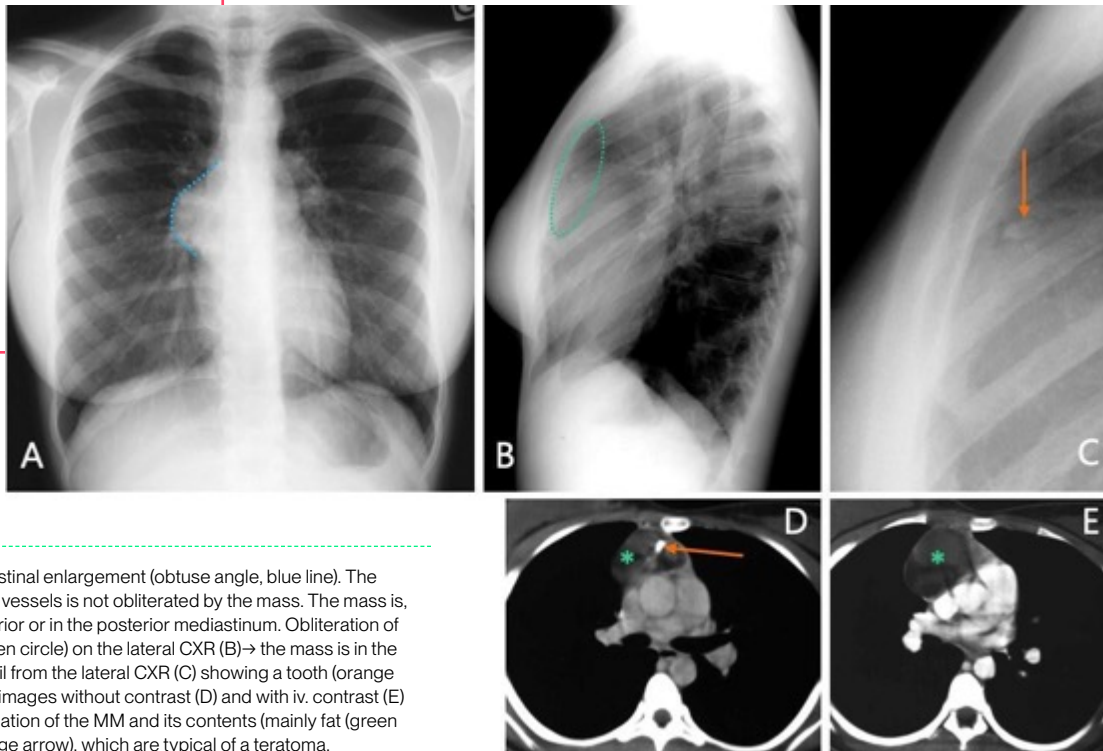 A
B
C
D
E
*
*
stinal enlargement (obtuse angle, blue line). The
vessels is not obliterated by the mass. The mass is,
rior or in the posterior mediastinum. Obliteration of
en circle) on the lateral CXR (B)→ the mass is in the
il from the lateral CXR (C) showing a tooth (orange
images without contrast (D) and with iv. contrast (E)
ation of the MM and its contents (mainly fat (green
ge arrow), which are typical of a teratoma.